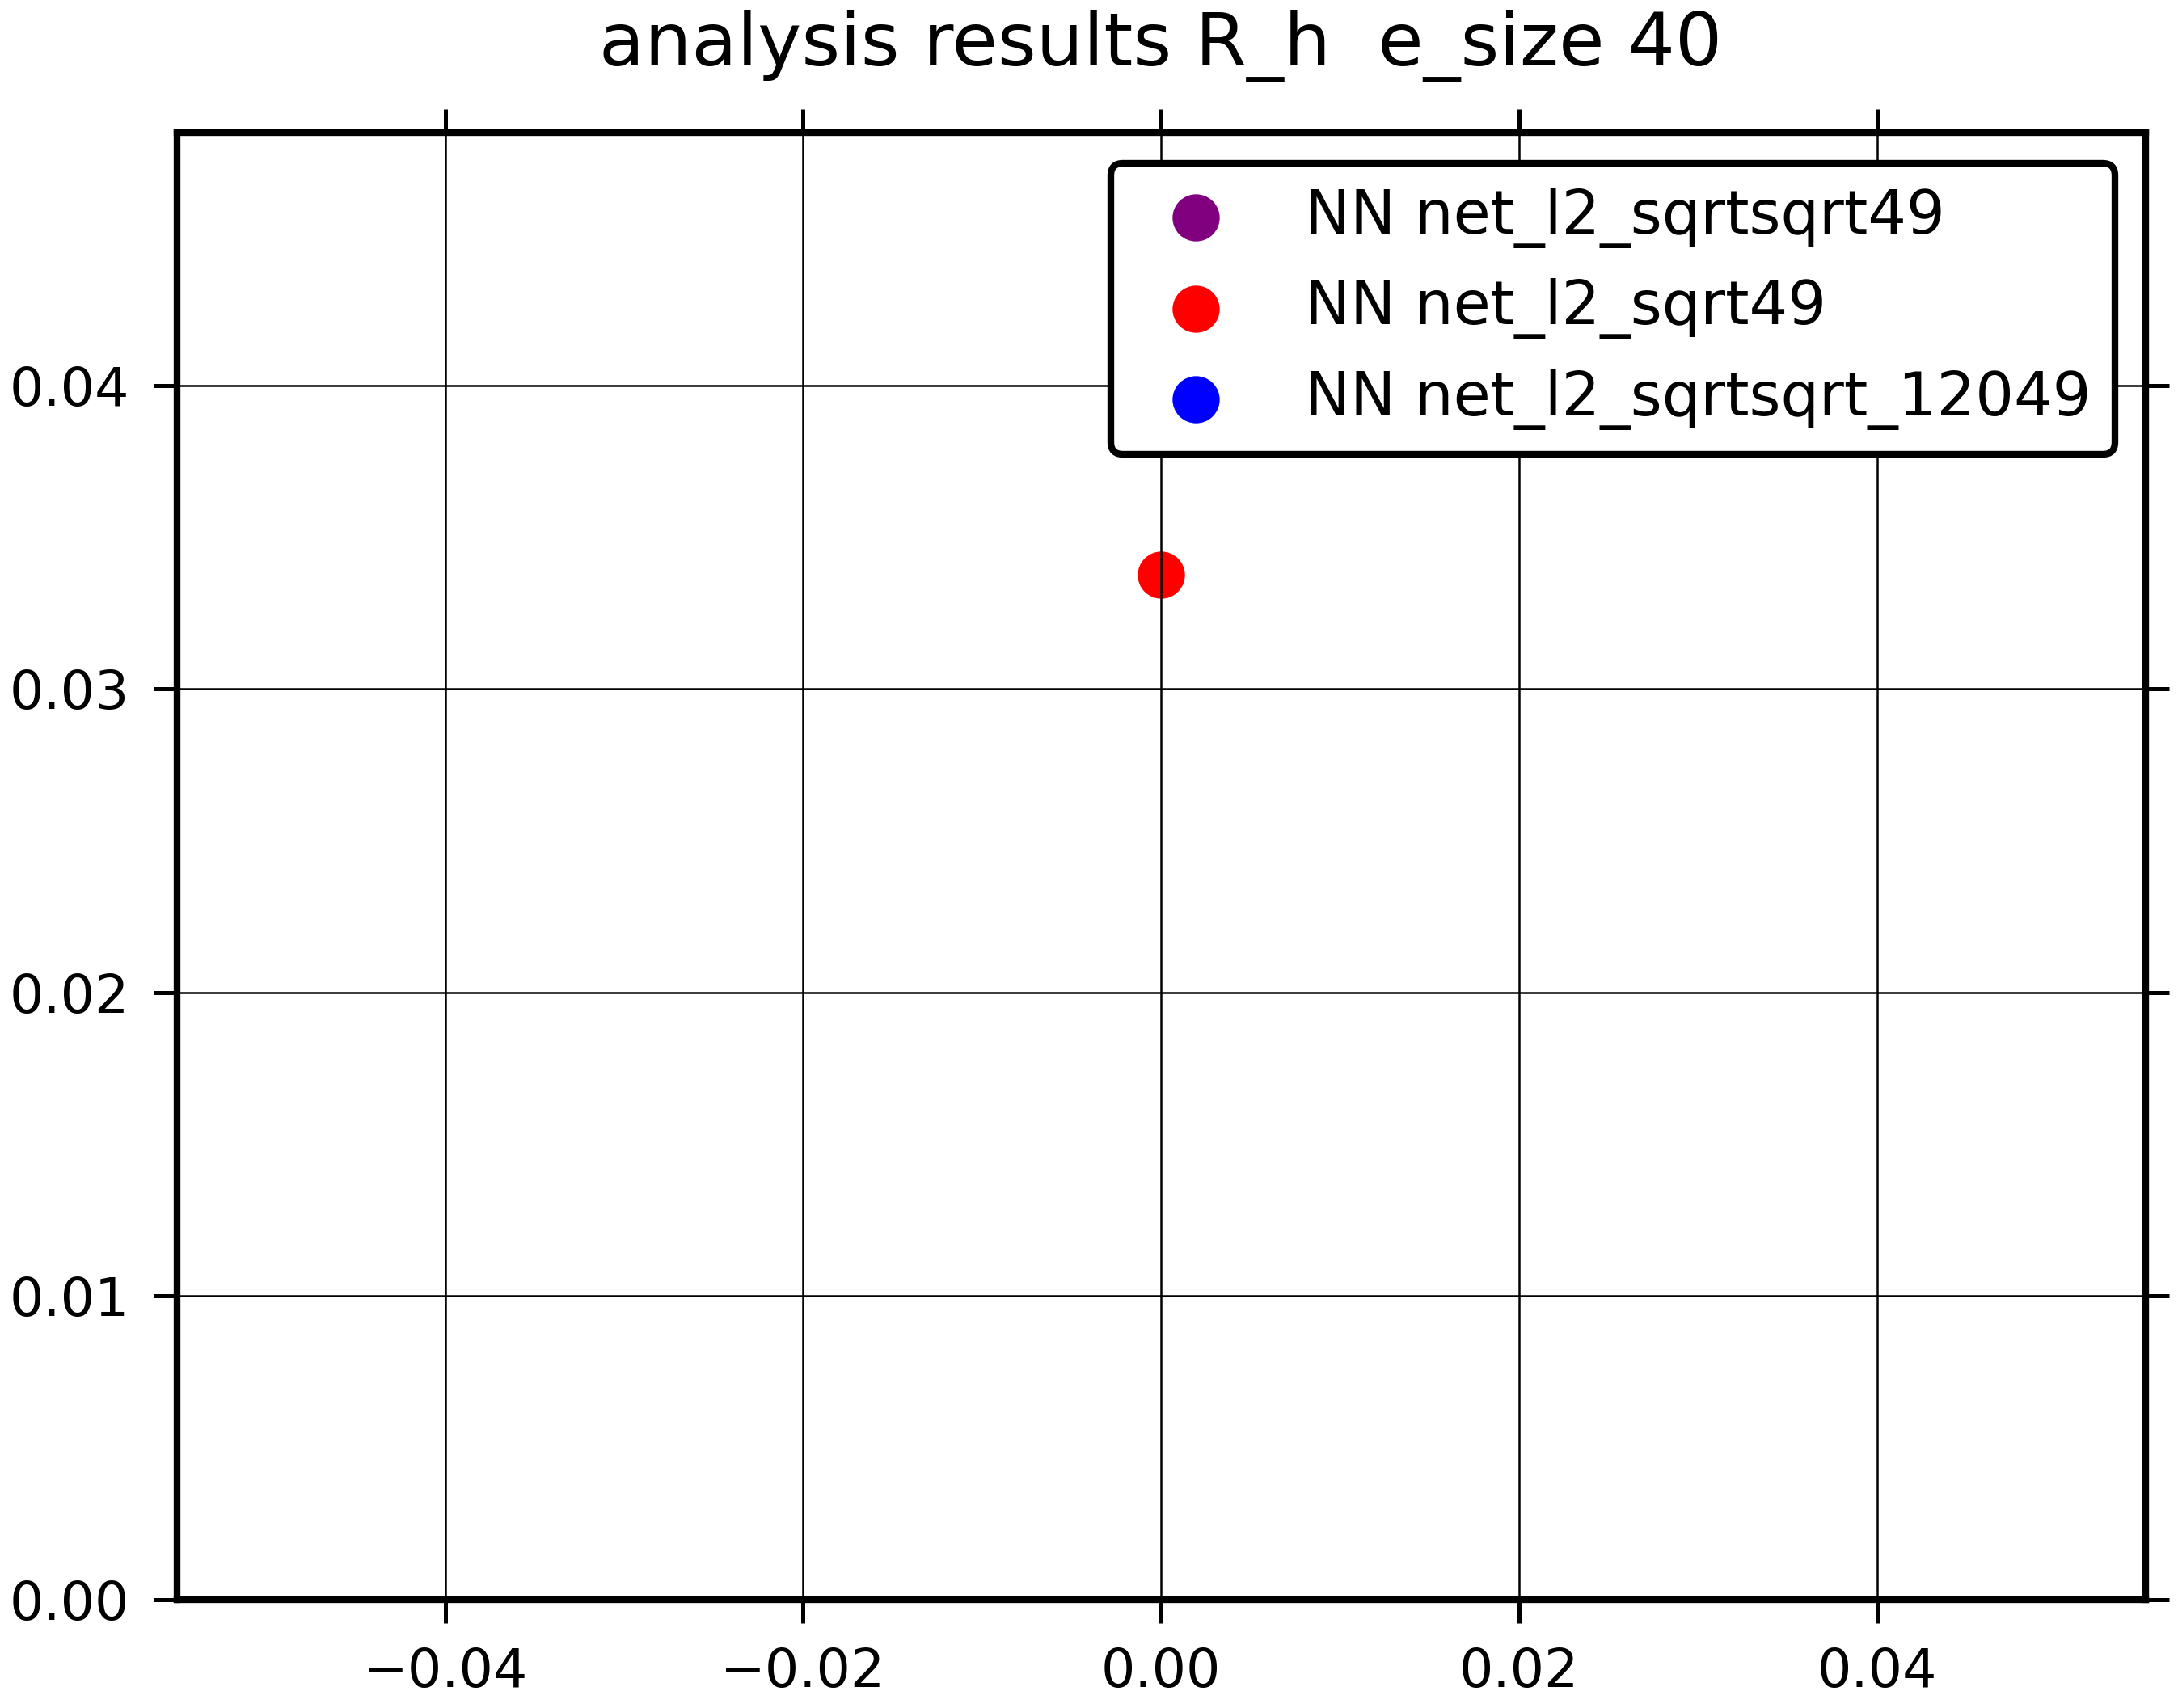 analysis results R_h  e_size 40
NN net_l2_sqrtsqrt49
NN net_l2_sqrt49
NN net_l2_sqrtsqrt_12049
0.04
0.03
0.02
0.01
0.00
−0.04 −0.02 0.00 0.02 0.04